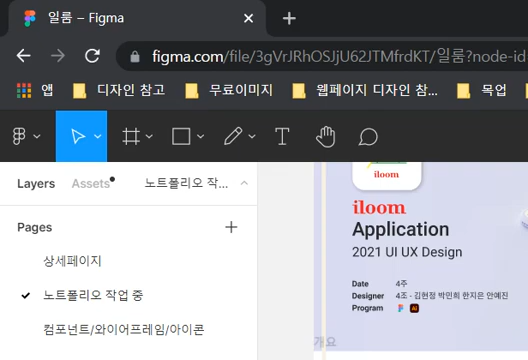 일룸 – Figma
figma.com/file/3gVrJRhOSJjU62JTMfrdKT/일룸?node-id
앱 디자인 참고 무료이미지 웹페이지 디자인 참... 목업
Layers Assets 노트폴리오 작...
Pages
상세페이지
노트폴리오 작업 중
컴포넌트/와이어프레임/아이콘
iloom
iloom
Application
2021 UI UX Design
Date 4주
Designer 4조 - 김현정 박민희 한지은 안예진
Program Ai
개요